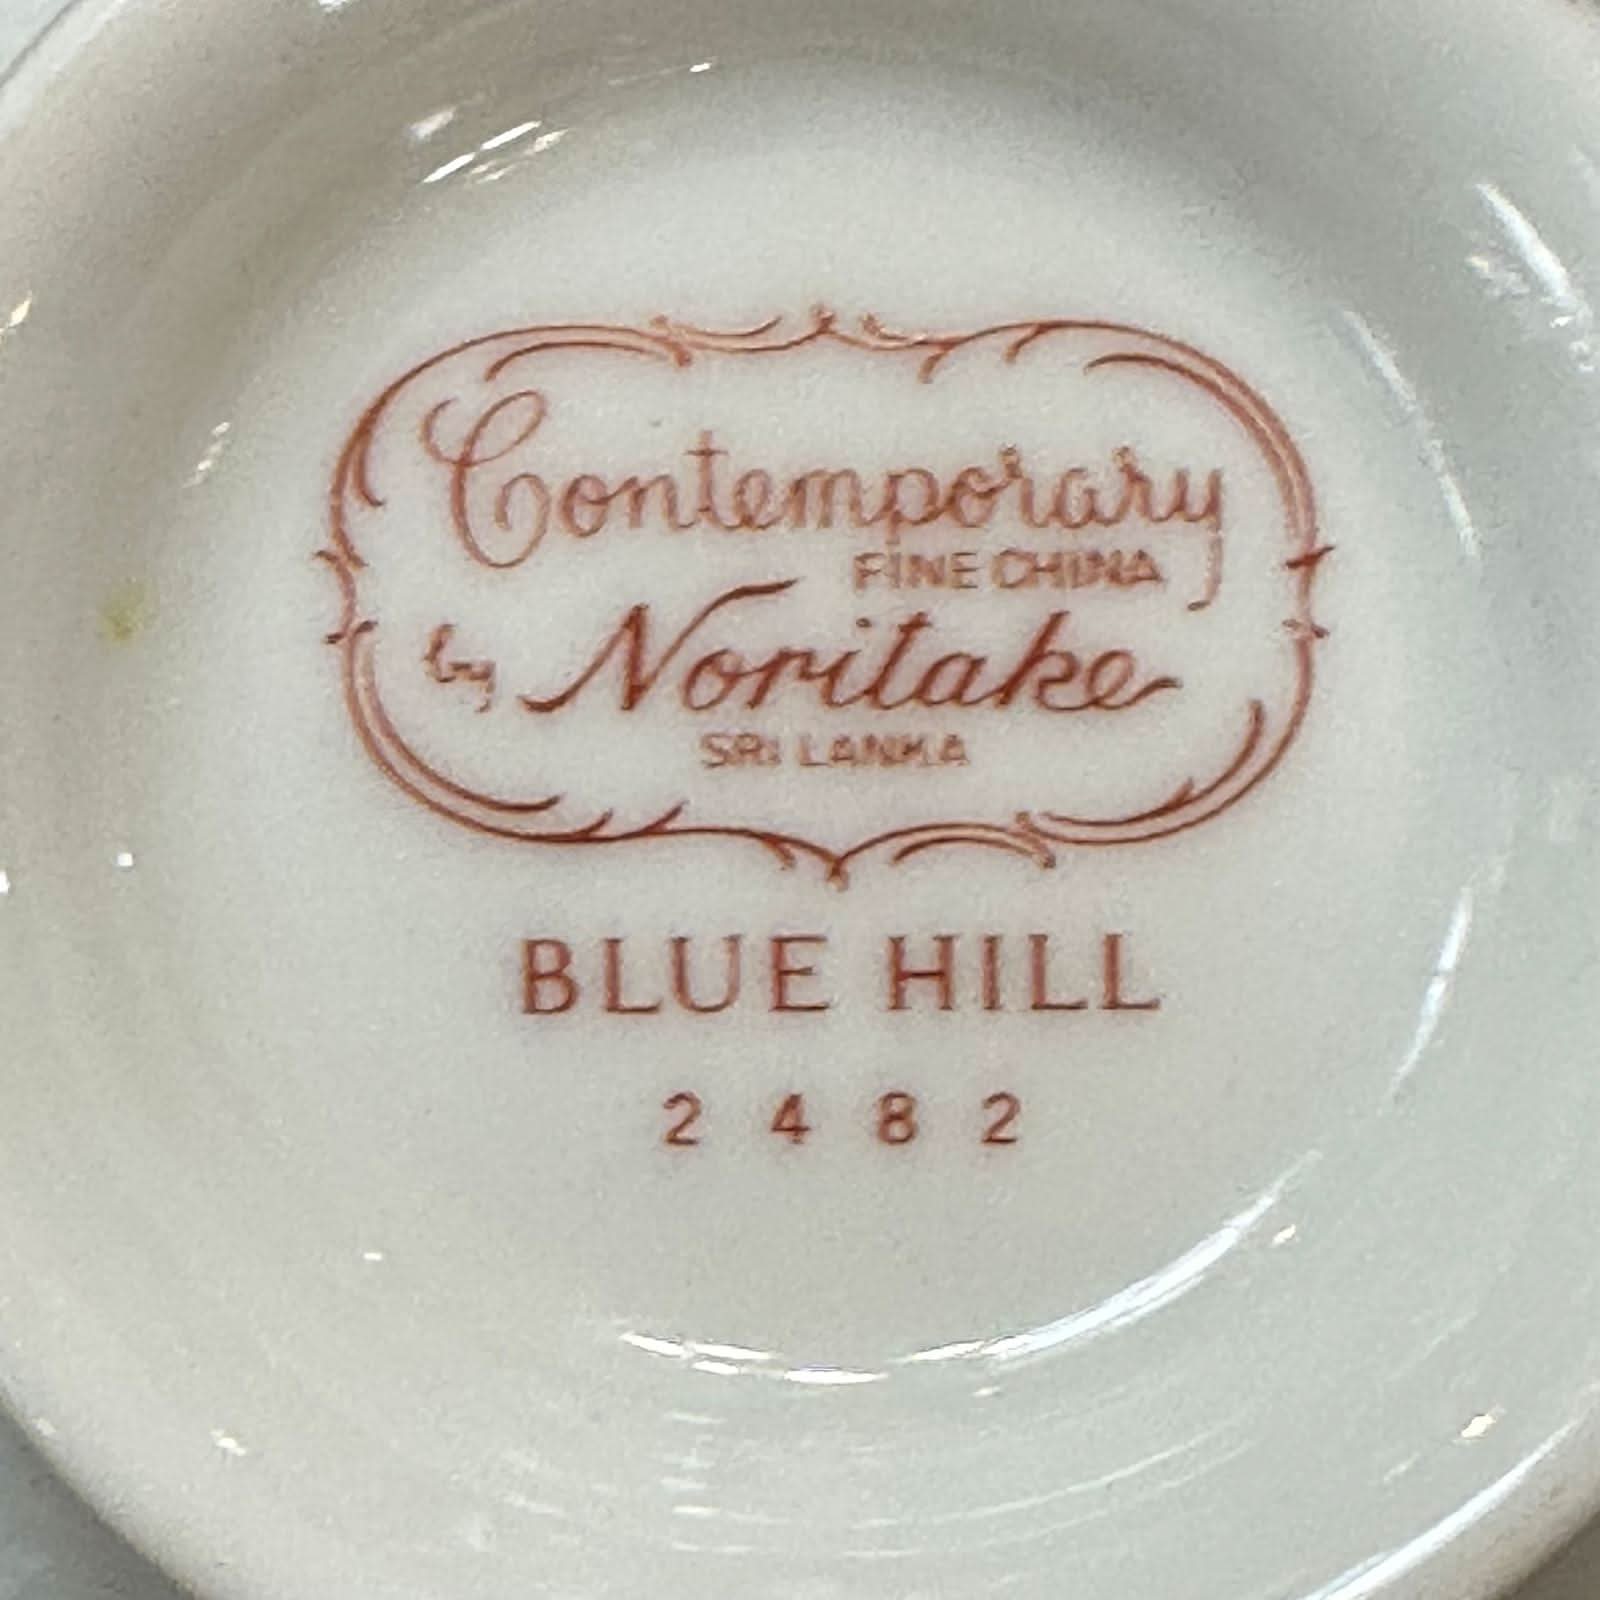 Contemporary
FINE CHINA
by Noritake
SRI LANKA
BLUE HILL
2482